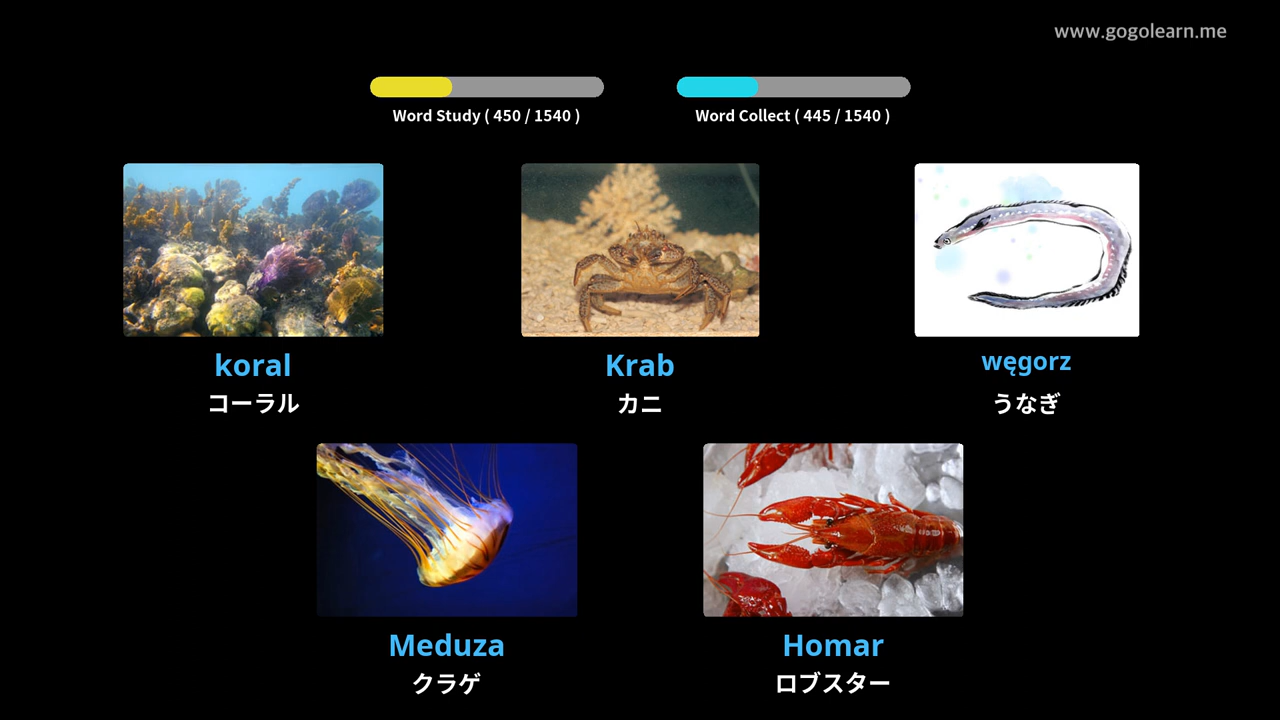 www.gogolearn.me
Word Study ( 450 / 1540 )
Word Collect ( 445 / 1540 )
koral
コーラル
Krab
カニ
węgorz
うなぎ
Meduza
クラゲ
Homar
ロブスター